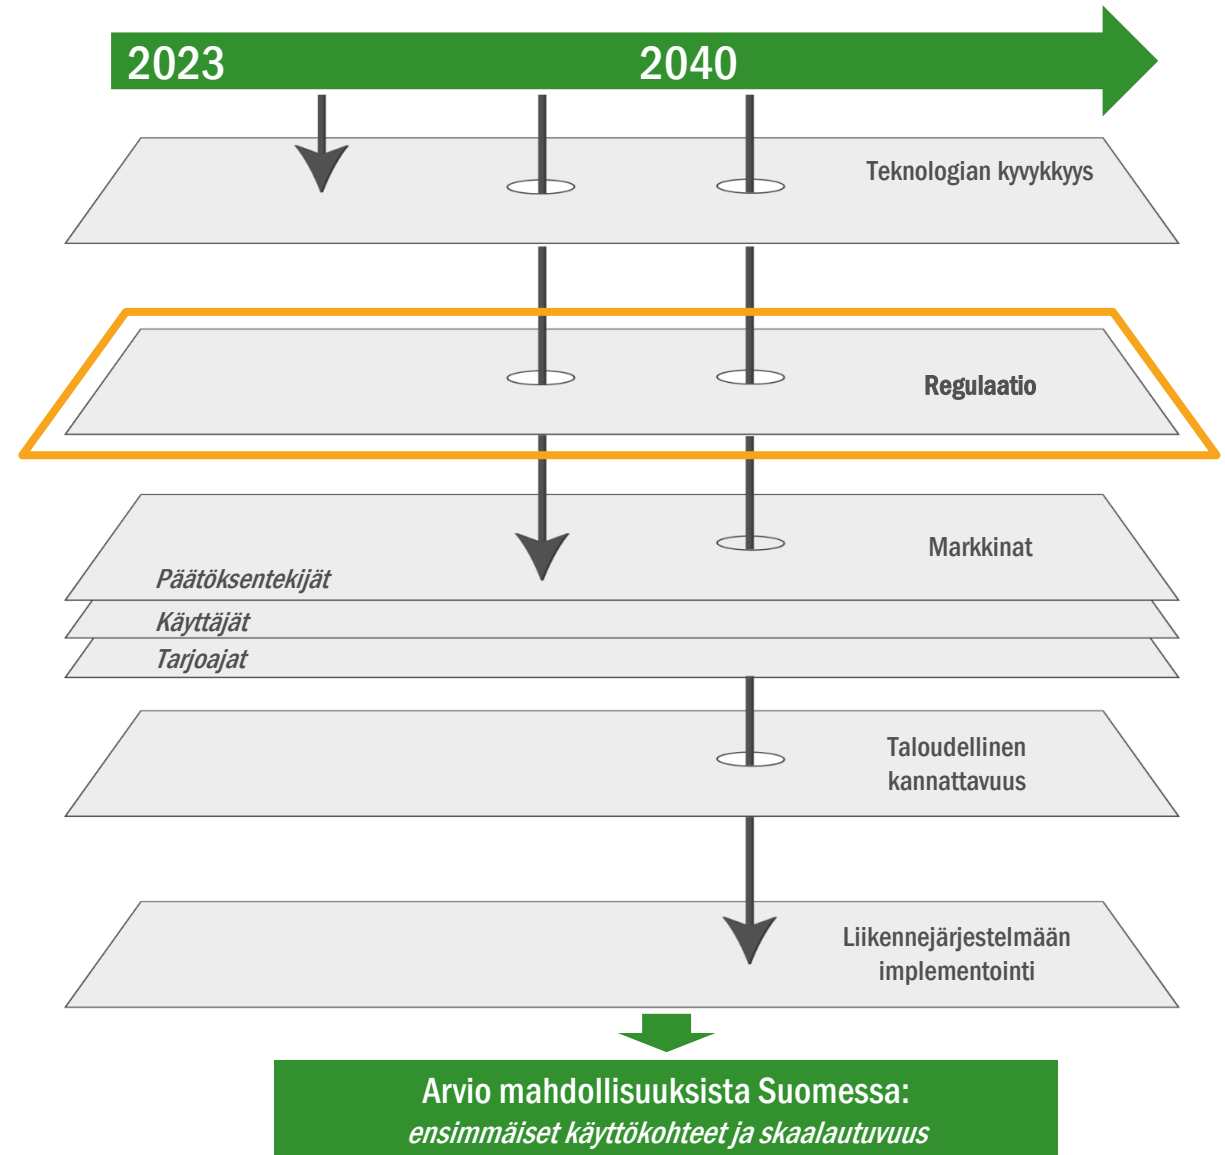 2023 2040
Teknologian kyvykkyys
Regulaatio
Markkinat
Päätöksentekijät
Käyttäjät
Tarjoajat
Taloudellinen
kannattavuus
Liikennejärjestelmään
implementointi
Arvio mahdollisuuksista Suomessa:
ensimmäiset käyttökohteet ja skaalautuvuus